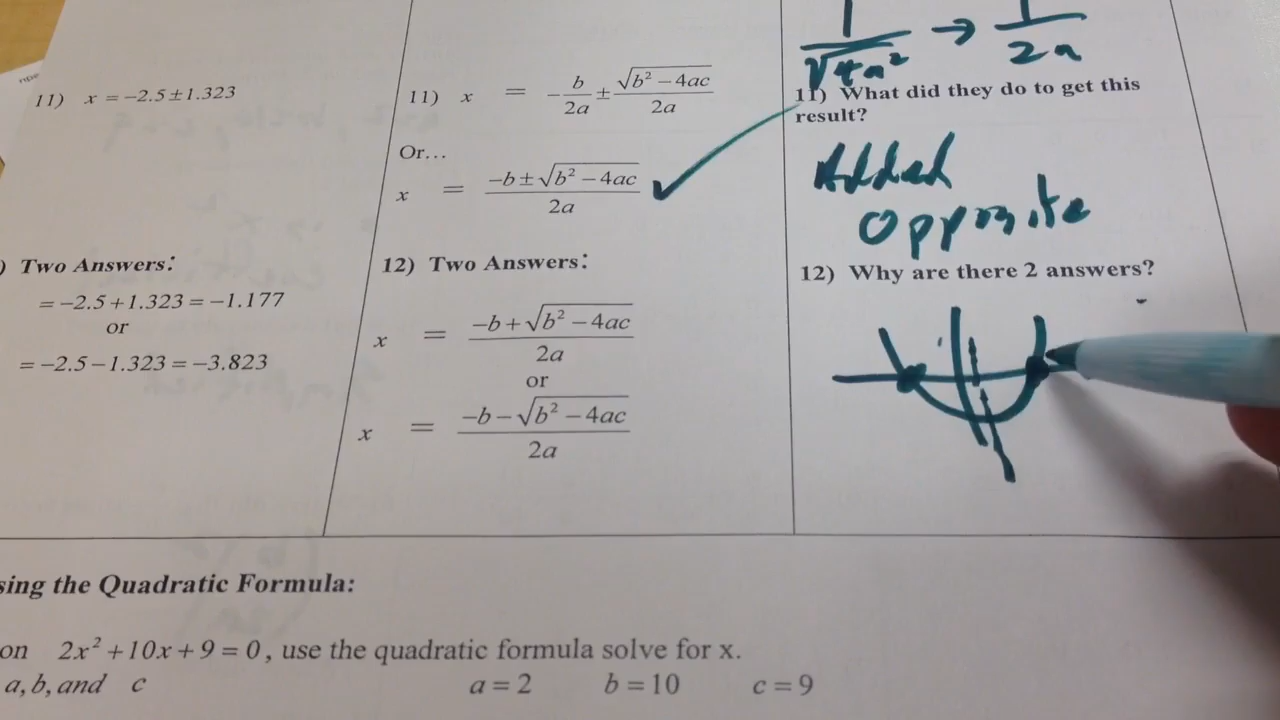 npe
11) x = −2.5 ± 1.323
11) x = −b/2a ± √(b² − 4ac)/2a
1/√4a² → 1/2a
11) What did they do to get this
result?
Or…
x = (−b ± √(b² − 4ac))/2a
Added
Opposite
) Two Answers:
12) Two Answers:
12) Why are there 2 answers?
= −2.5 + 1.323 = −1.177
or
= −2.5 − 1.323 = −3.823
x = (−b + √(b² − 4ac))/2a
or
x = (−b − √(b² − 4ac))/2a
sing the Quadratic Formula:
on 2x² + 10x + 9 = 0, use the quadratic formula solve for x.
a, b, and c a = 2 b = 10 c = 9